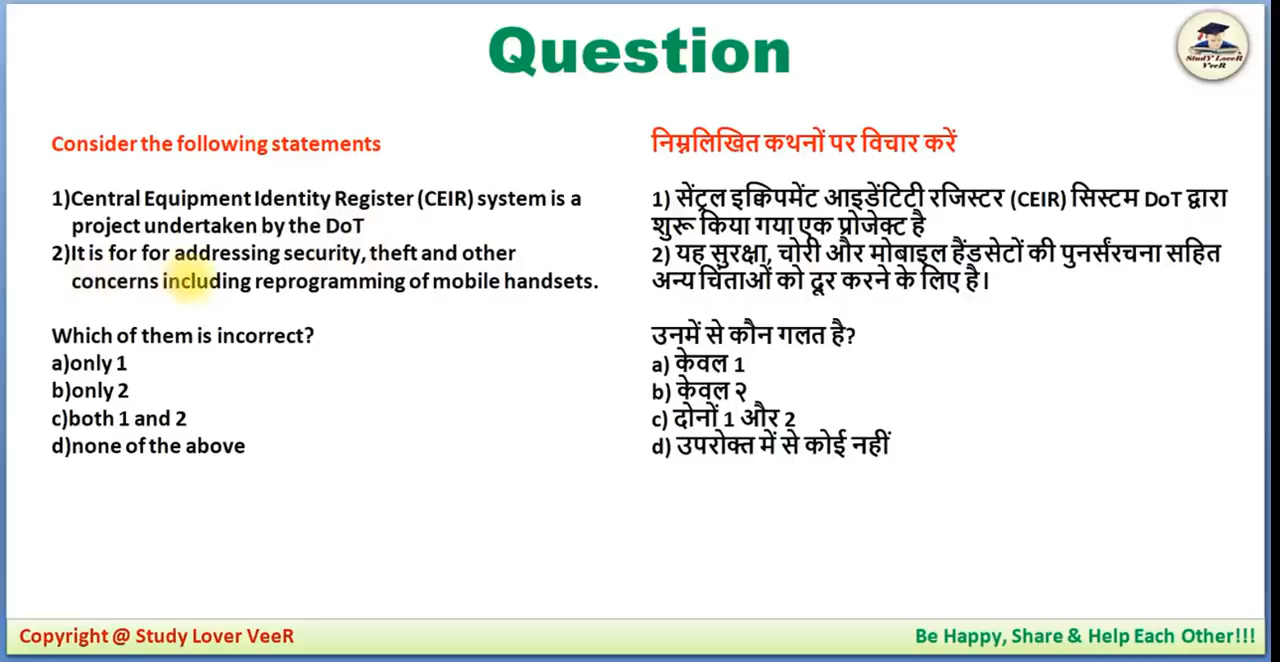 Question
StudY LoveR
VeeR
Consider the following statements
1)Central Equipment Identity Register (CEIR) system is a
project undertaken by the DoT
2)It is for for addressing security, theft and other
concerns including reprogramming of mobile handsets.
Which of them is incorrect?
a)only 1
b)only 2
c)both 1 and 2
d)none of the above
निम्नलिखित कथनों पर विचार करें
1) सेंट्रल इक्विपमेंट आइडेंटिटी रजिस्टर (CEIR) सिस्टम DoT द्वारा
शुरू किया गया एक प्रोजेक्ट है
2) यह सुरक्षा, चोरी और मोबाइल हैंडसेटों की पुनर्संरचना सहित
अन्य चिंताओं को दूर करने के लिए है।
उनमें से कौन गलत है?
a) केवल 1
b) केवल २
c) दोनों 1 और 2
d) उपरोक्त में से कोई नहीं
Copyright @ Study Lover VeeR
Be Happy, Share & Help Each Other!!!